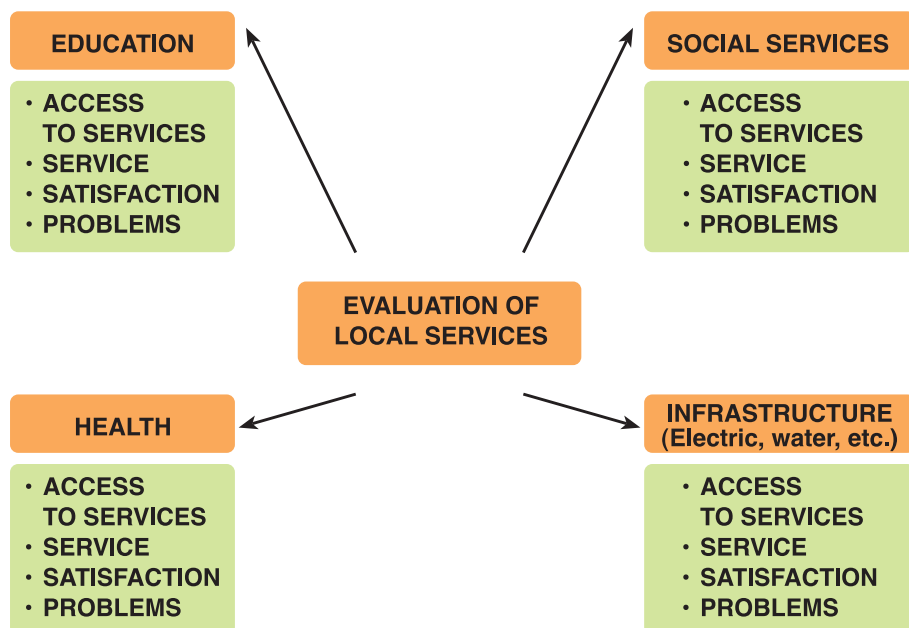 EDUCATION
• ACCESS
TO SERVICES
• SERVICE
• SATISFACTION
• PROBLEMS
SOCIAL SERVICES
• ACCESS
TO SERVICES
• SERVICE
• SATISFACTION
• PROBLEMS
EVALUATION OF
LOCAL SERVICES
HEALTH
• ACCESS
TO SERVICES
• SERVICE
• SATISFACTION
• PROBLEMS
INFRASTRUCTURE
(Electric, water, etc.)
• ACCESS
TO SERVICES
• SERVICE
• SATISFACTION
• PROBLEMS